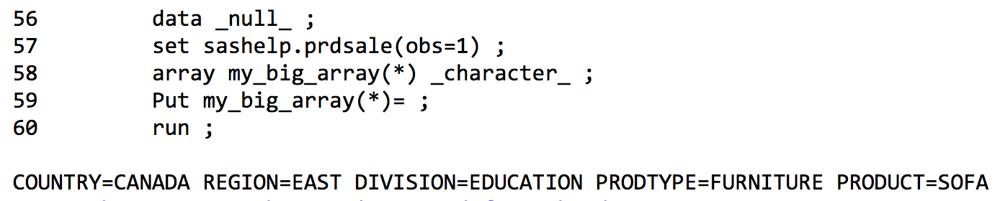 56 data _null_ ;
57 set sashelp.prdsale(obs=1) ;
58 array my_big_array(*) _character_ ;
59 Put my_big_array(*)= ;
60 run ;
COUNTRY=CANADA REGION=EAST DIVISION=EDUCATION PRODTYPE=FURNITURE PRODUCT=SOFA